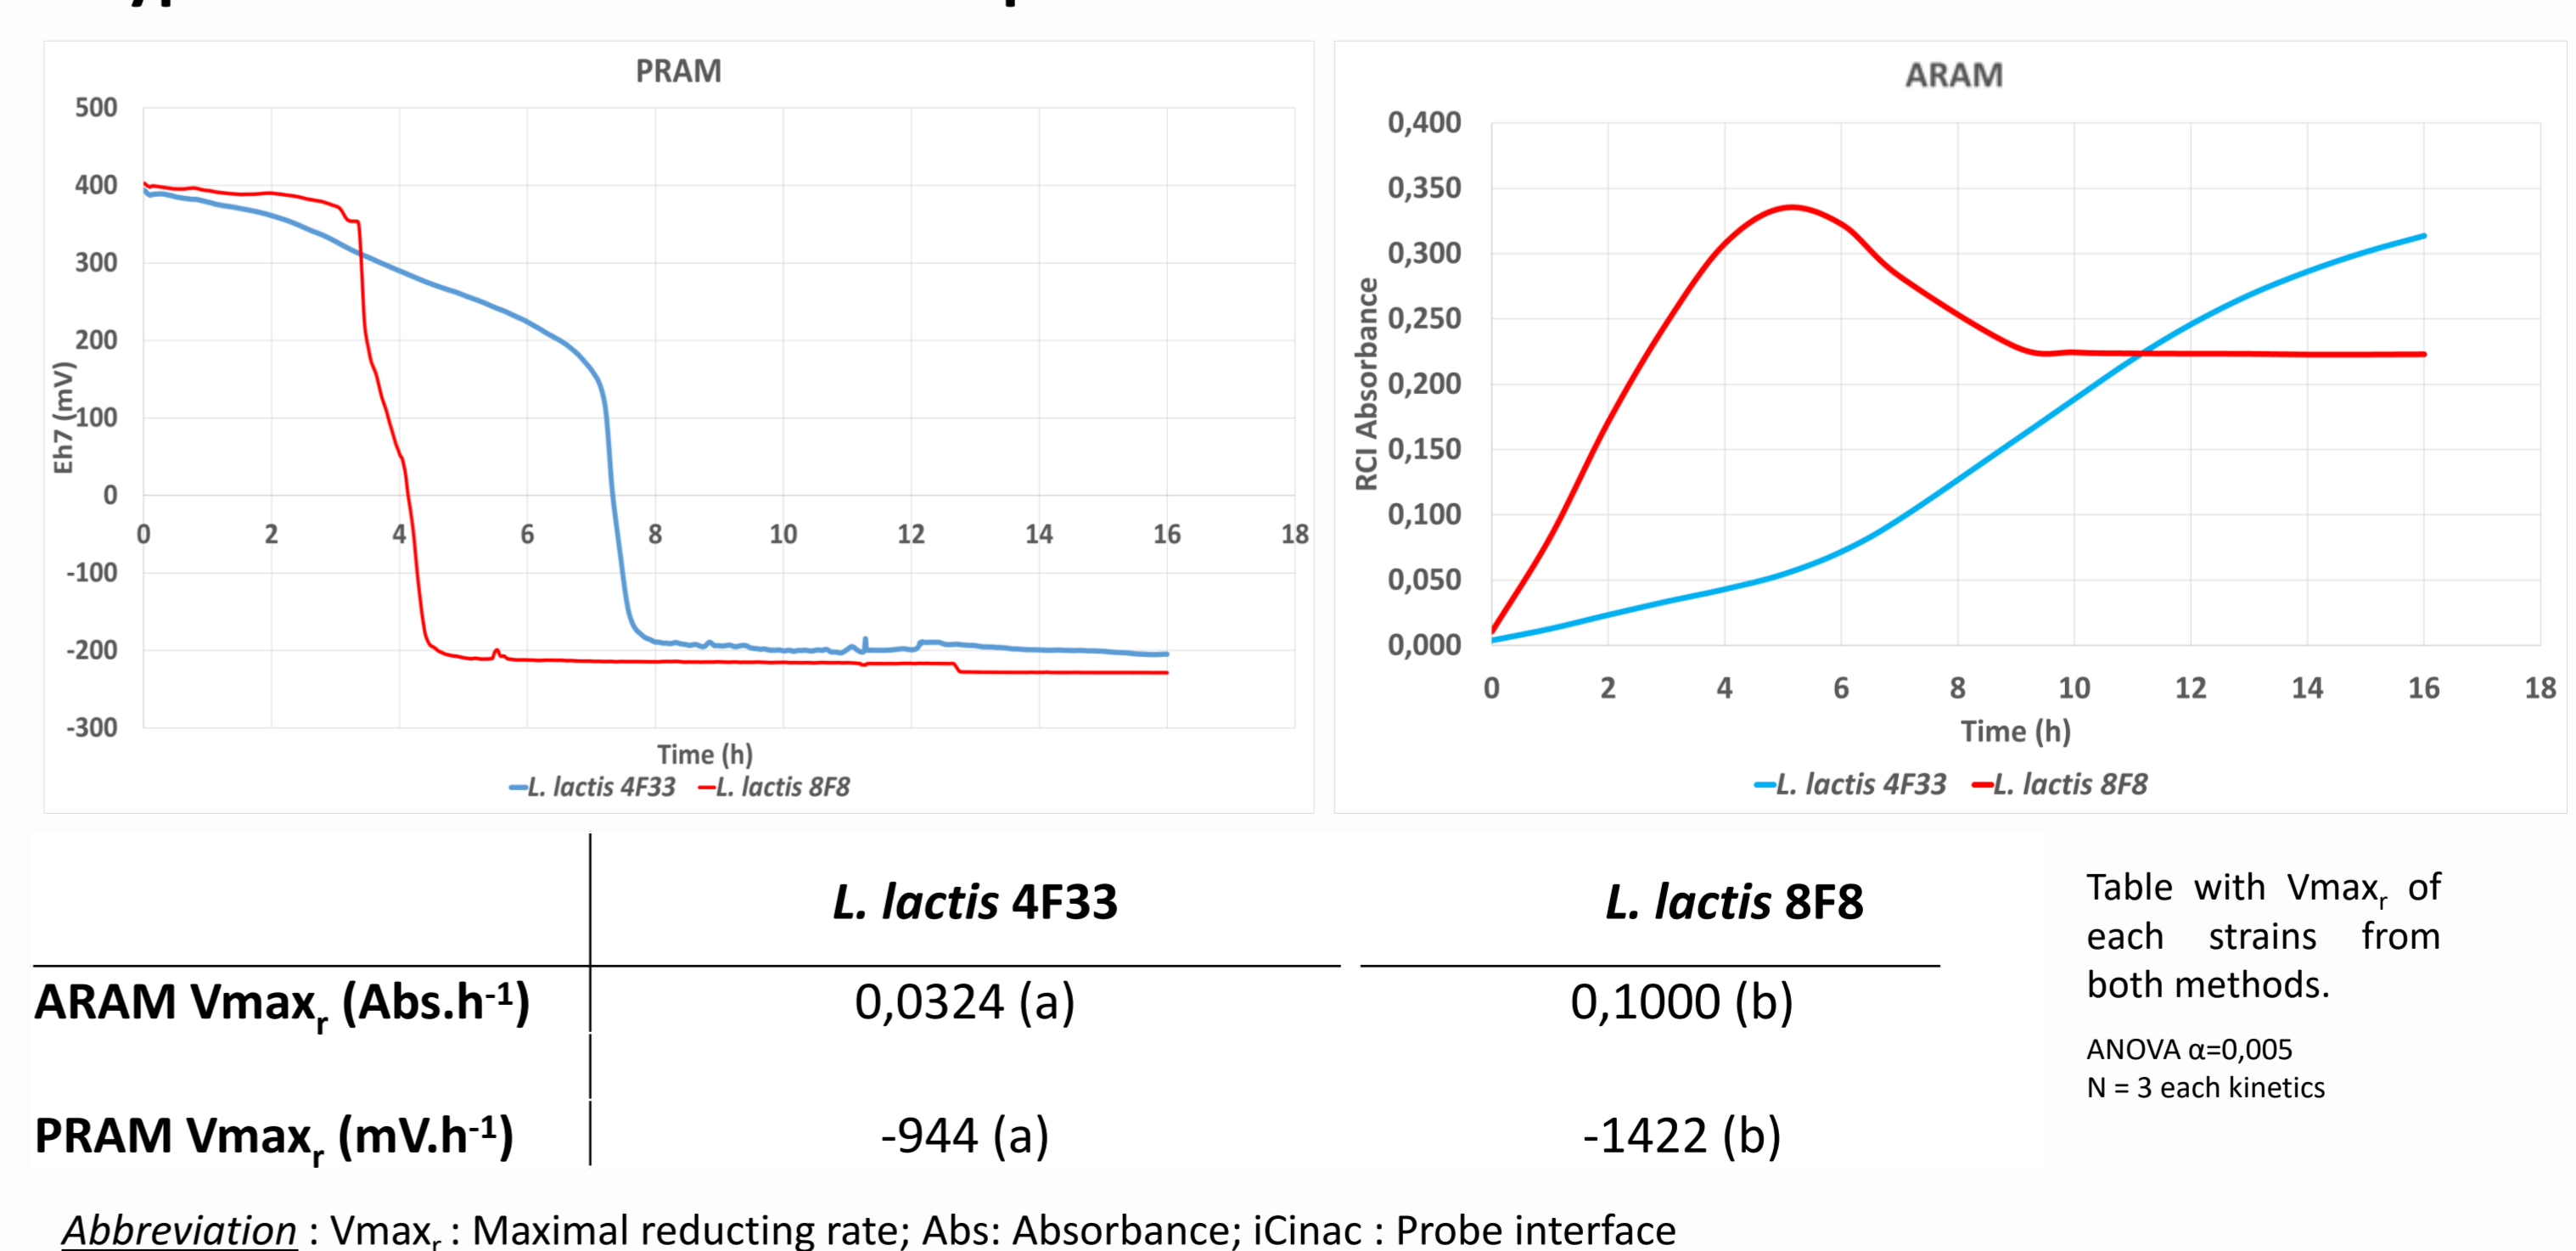 PRAM
500
400
300
200
100
0
-100
-200
-300
Eh7 (mV)
0 2 4 6 8 10 12 14 16 18
Time (h)
L. lactis 4F33 L. lactis 8F8
ARAM
0,400
0,350
0,300
0,250
0,200
0,150
0,100
0,050
0,000
RCI Absorbance
0 2 4 6 8 10 12 14 16 18
Time (h)
L. lactis 4F33 L. lactis 8F8
L. lactis 4F33 L. lactis 8F8
ARAM Vmaxr (Abs.h-1) 0,0324 (a) 0,1000 (b)
PRAM Vmaxr (mV.h-1) -944 (a) -1422 (b)
Table with Vmaxr of
each strains from
both methods.
ANOVA α=0,005
N = 3 each kinetics
Abbreviation : Vmaxr : Maximal reducting rate; Abs: Absorbance; iCinac : Probe interface